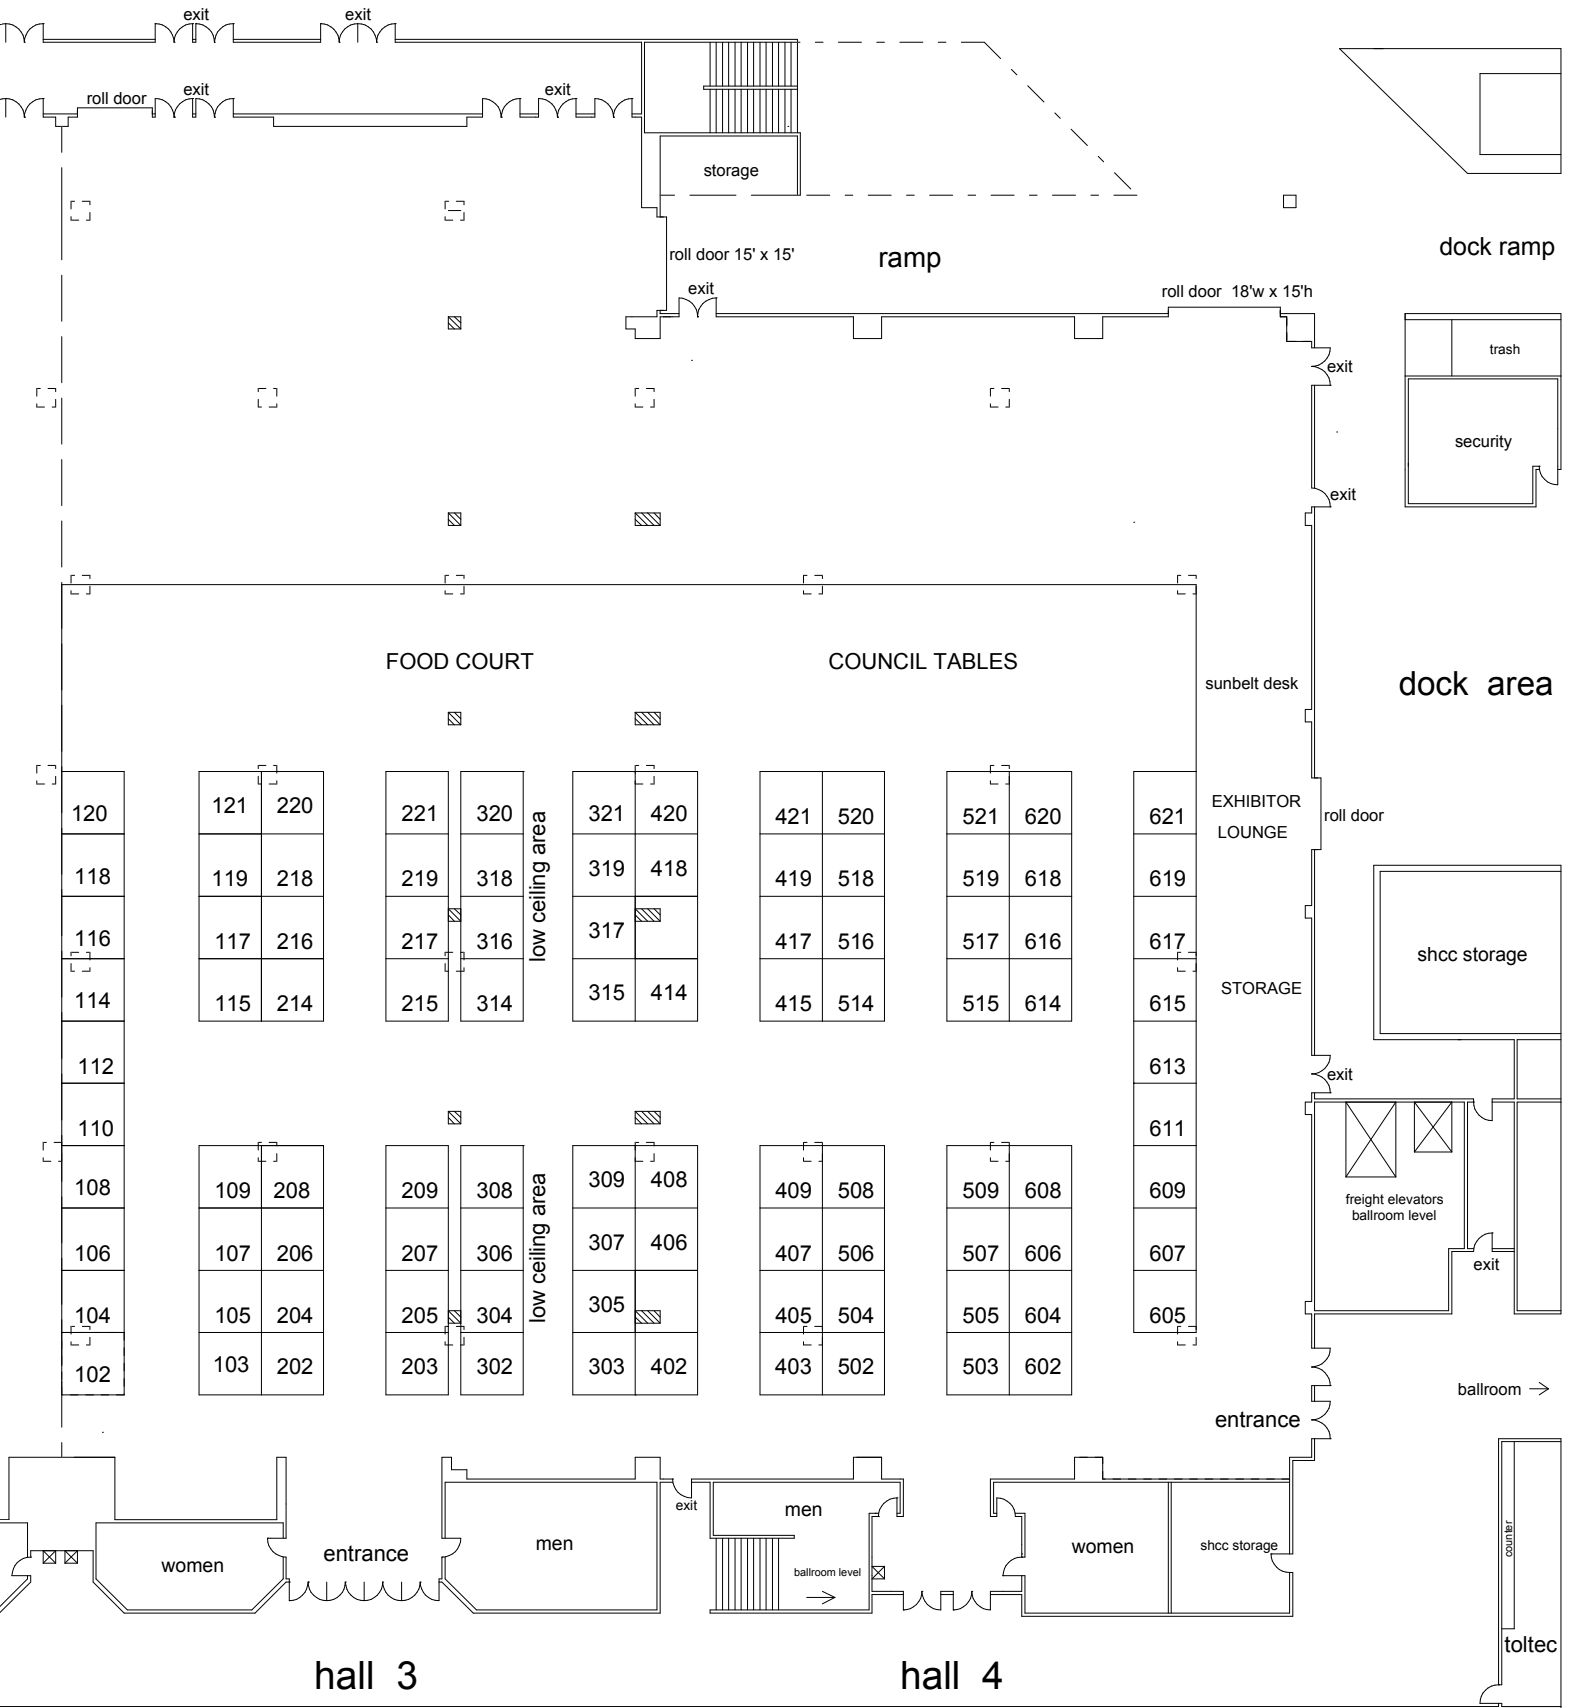 exit
exit
roll door
exit
exit
storage
roll door 15' x 15'
ramp
dock ramp
exit
roll door 18'w x 15'h
trash
exit
security
exit
FOOD COURT
COUNCIL TABLES
sunbelt desk
dock area
120
121
220
221
320
low ceiling area
321
420
421
520
521
620
621
EXHIBITOR
LOUNGE
roll door
118
119
218
219
318
319
418
419
518
519
618
619
116
117
216
217
316
317
417
516
517
616
617
shcc storage
114
115
214
215
314
315
414
415
514
515
614
615
STORAGE
112
613
exit
110
611
108
109
208
209
308
low ceiling area
309
408
409
508
509
608
609
freight elevators
ballroom level
106
107
206
207
306
307
406
407
506
507
606
607
exit
104
105
204
205
304
305
405
504
505
604
605
102
103
202
203
302
303
402
403
502
503
602
ballroom
entrance
women
entrance
men
exit
men
ballroom level
women
shcc storage
counter
toltec
hall 3
hall 4